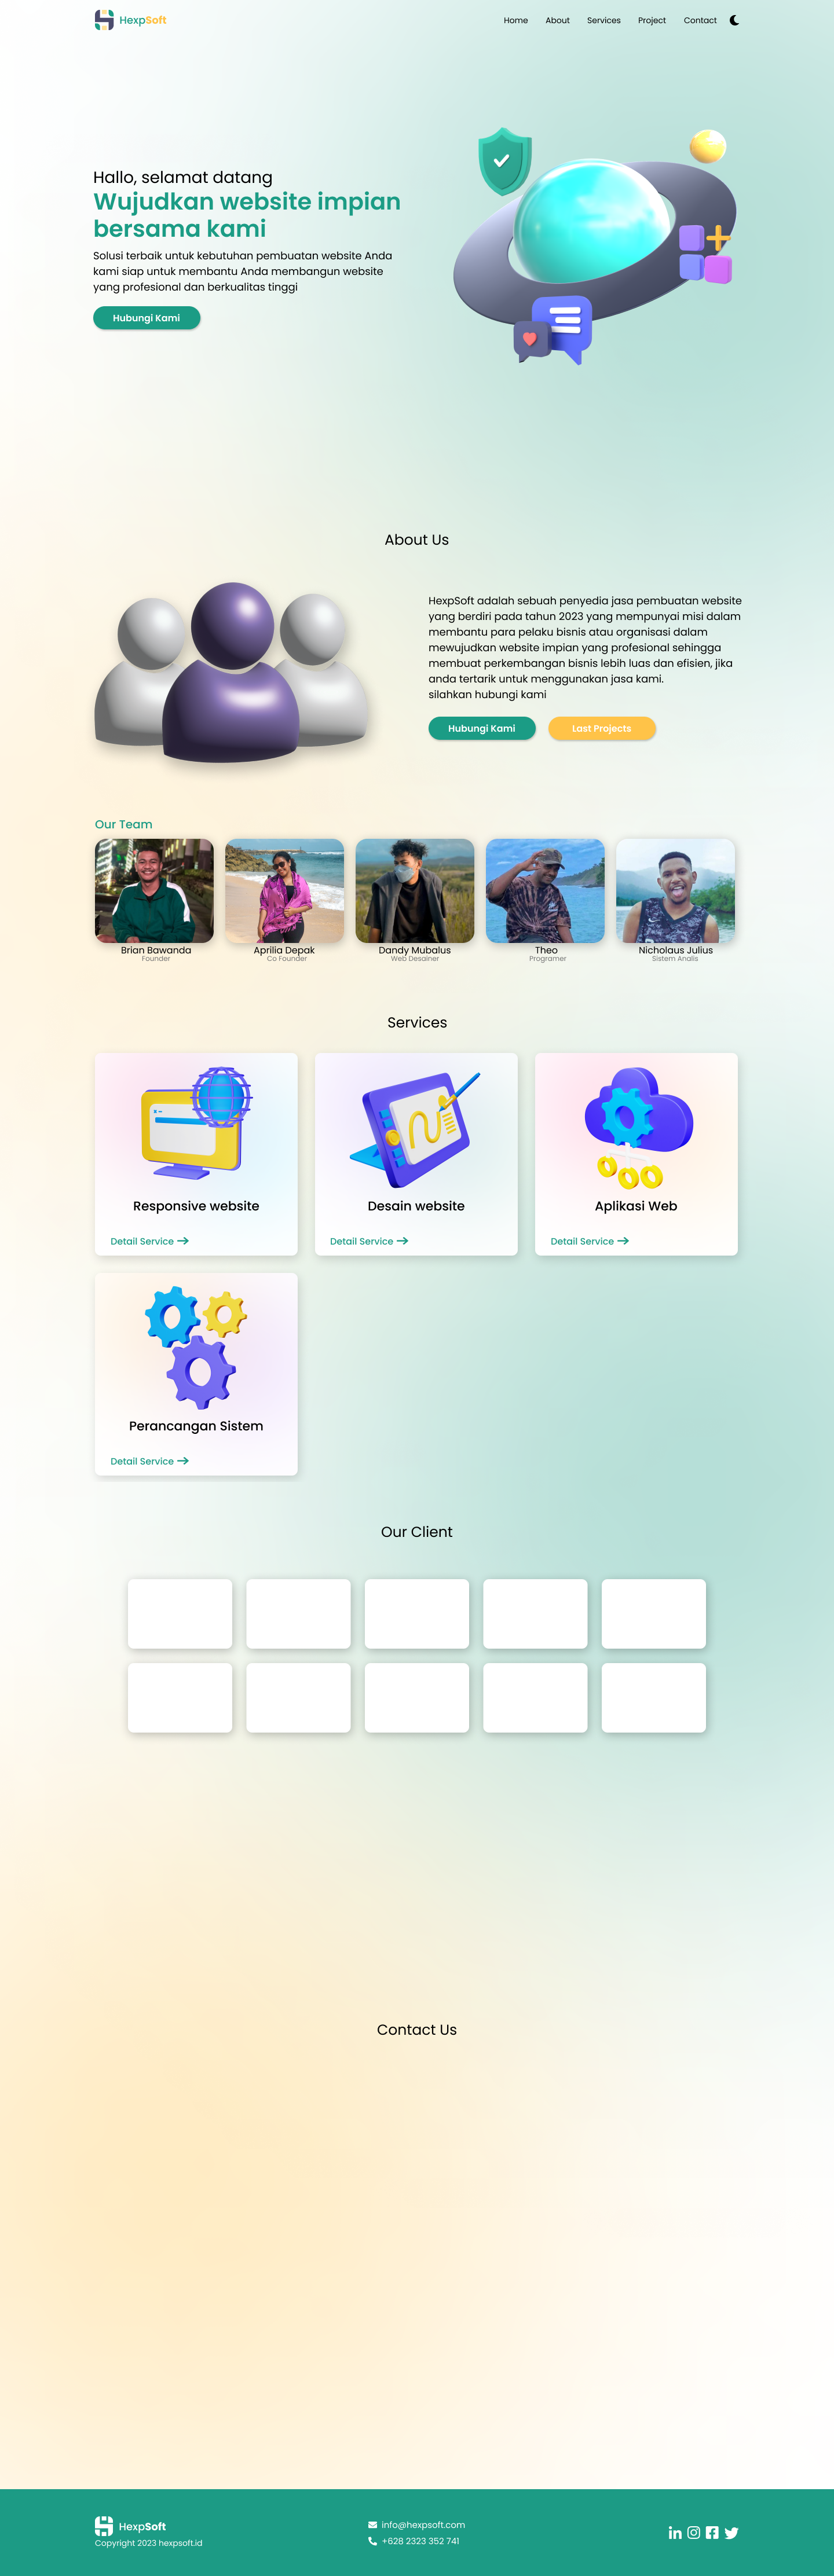 HexpSoft
Home
About
Services
Project
Contact
Hallo, selamat datang
Wujudkan website impian
bersama kami
Solusi terbaik untuk kebutuhan pembuatan website Anda
kami siap untuk membantu Anda membangun website
yang profesional dan berkualitas tinggi
Hubungi Kami
About Us
HexpSoft adalah sebuah penyedia jasa pembuatan website
yang berdiri pada tahun 2023 yang mempunyai misi dalam
membantu para pelaku bisnis atau organisasi dalam
mewujudkan website impian yang profesional sehingga
membuat perkembangan bisnis lebih luas dan efisien, jika
anda tertarik untuk menggunakan jasa kami.
silahkan hubungi kami
Hubungi Kami
Last Projects
Our Team
Brian Bawanda
Founder
Aprilia Depak
Co Founder
Dandy Mubalus
Web Desainer
Theo
Programer
Nicholaus Julius
Sistem Analis
Services
Responsive website
Detail Service
Desain website
Detail Service
Aplikasi Web
Detail Service
Perancangan Sistem
Detail Service
Our Client
Contact Us
HexpSoft
Copyright 2023 hexpsoft.id
info@hexpsoft.com
+628 2323 352 741